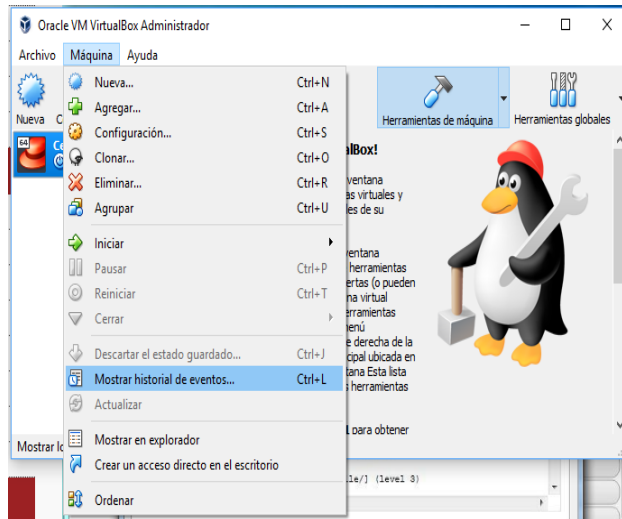 Oracle VM VirtualBox Administrador
Archivo Máquina Ayuda
Nueva
Herramientas de máquina
Herramientas globales
64
Nueva... Ctrl+N
Agregar... Ctrl+A
Configuración... Ctrl+S
Clonar... Ctrl+O
Eliminar... Ctrl+R
Agrupar Ctrl+U
Iniciar
Pausar Ctrl+P
Reiniciar Ctrl+T
Cerrar
Descartar el estado guardado... Ctrl+J
Mostrar historial de eventos... Ctrl+L
Actualizar
Mostrar en explorador
Crear un acceso directo en el escritorio
Ordenar
alBox!
ventana
as virtuales y
les de su
ventana
herramientas
ertas (o pueden
na virtual
erramientas
enú
e derecha de la
cipal ubicada en
tana Esta lista
herramientas
para obtener
Mostrar lo
le/] (level 3)